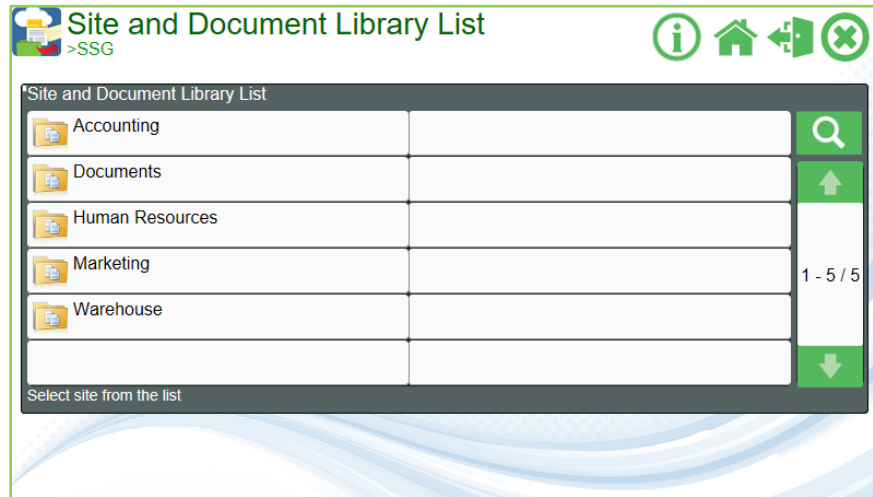 Site and Document Library List
>SSG
Site and Document Library List
Accounting
Documents
Human Resources
Marketing
Warehouse
1 - 5 / 5
Select site from the list